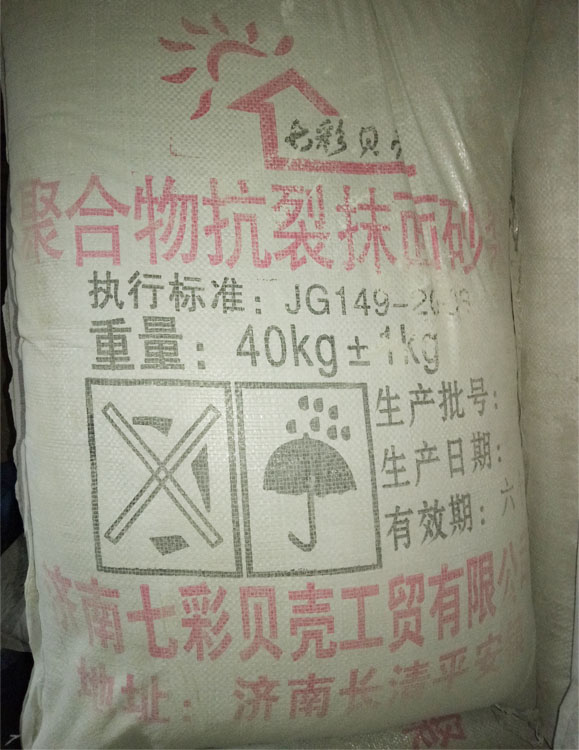 七彩贝
聚合物抗裂抹面砂
执行标准：JG149-2003
重量：40kg±1kg
生产批号：
生产日期：
有效期：六
济南七彩贝壳工贸有限公
地址：济南长清平安